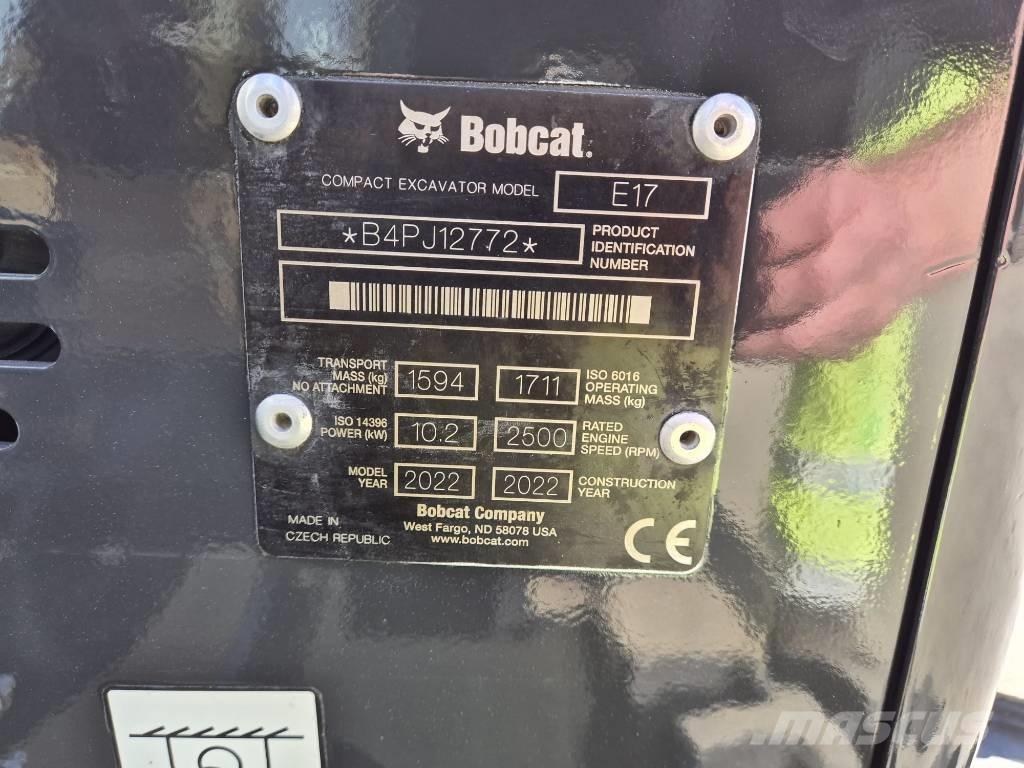 Bobcat.
COMPACT EXCAVATOR MODEL E17
*B4PJ12772* PRODUCT
IDENTIFICATION
NUMBER
TRANSPORT
MASS (kg)
NO ATTACHMENT
1594 1711
ISO 6016
OPERATING
MASS (kg)
ISO 14396
POWER (kW)
10.2 2500
RATED
ENGINE
SPEED (RPM)
MODEL
YEAR
2022 2022
CONSTRUCTION
YEAR
Bobcat Company
West Fargo, ND 58078 USA
www.bobcat.com
MADE IN
CZECH REPUBLIC
CE
MASCUS